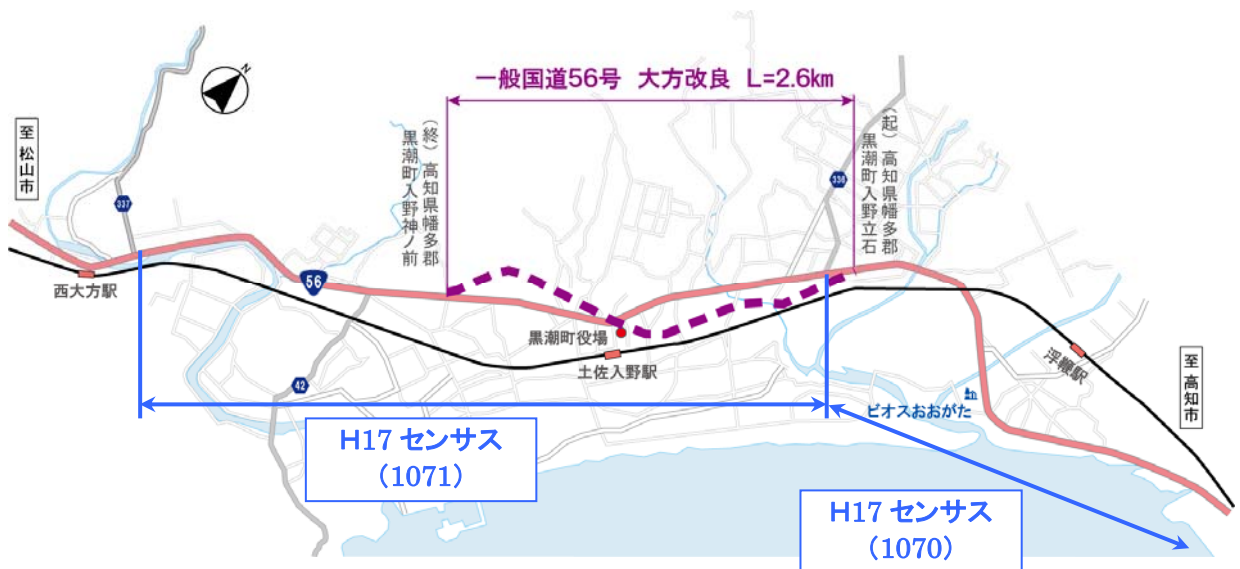 一般国道56号 大方改良 L=2.6km
N
至 松山市
337
(終)高知県幡多郡
黒潮町入野神ノ前
338
(起)高知県幡多郡
黒潮町入野立石
56
西大方駅
黒潮町役場
土佐入野駅
42
浮鞭駅
至 高知市
ビオスおおがた
H17 センサス
(1071)
H17 センサス
(1070)